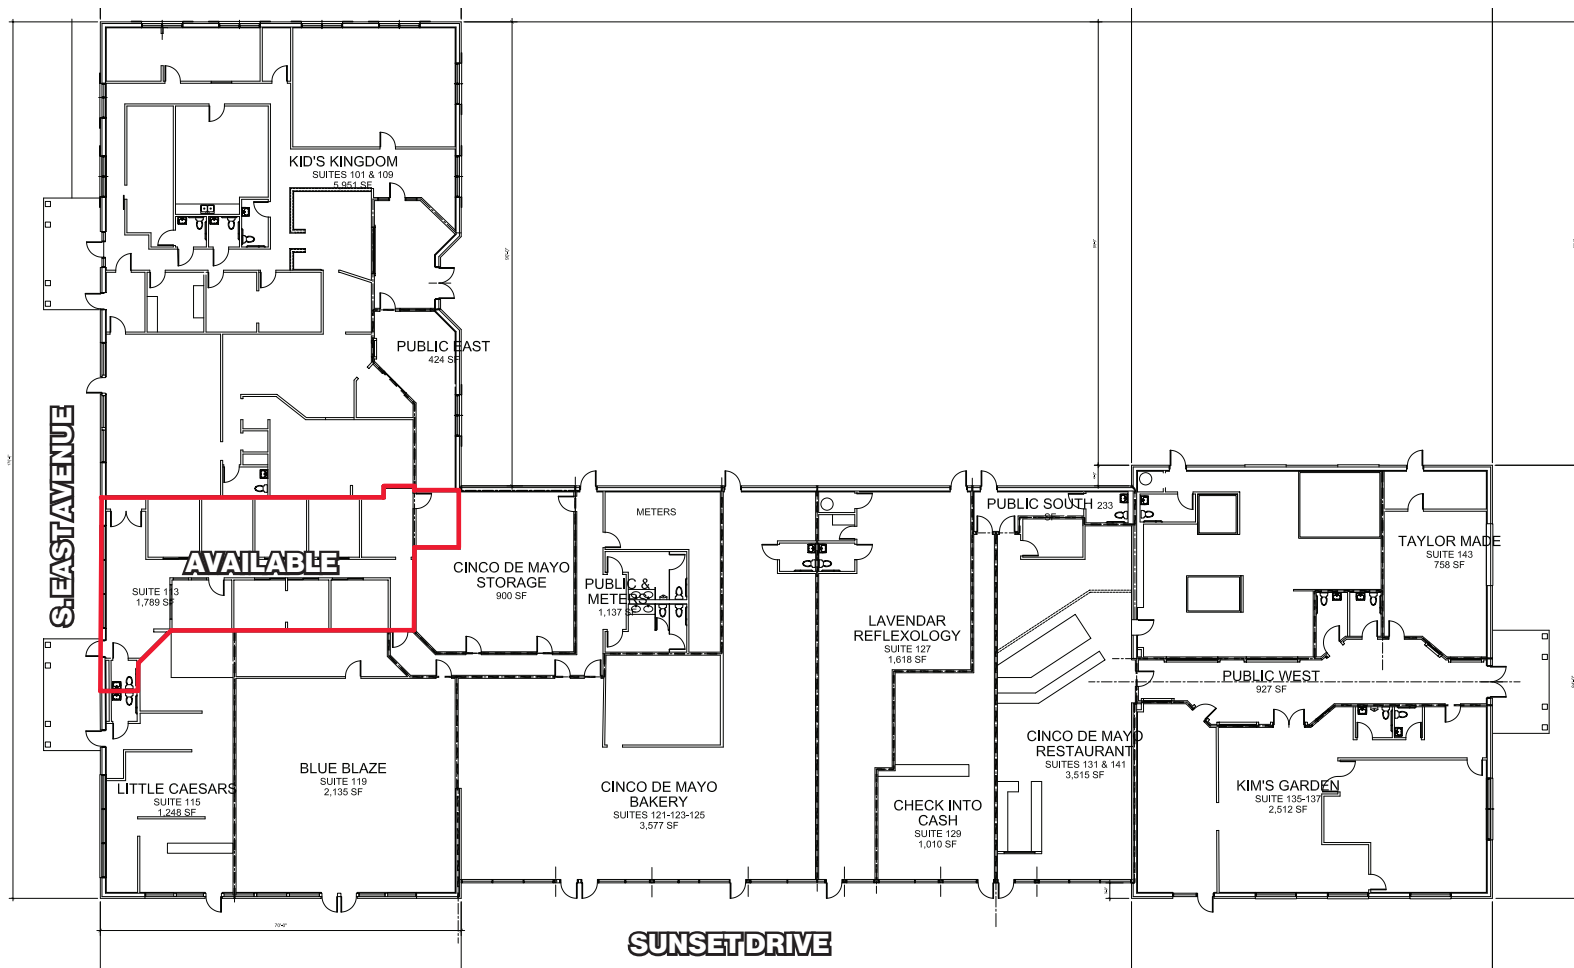 KID'S KINGDOM
SUITES 101 & 109
5,951 SF
PUBLIC EAST
424 SF
S. EAST AVENUE
AVAILABLE
SUITE 113
1,789 SF
CINCO DE MAYO
STORAGE
900 SF
METERS
PUBLIC &
METERS
1,137 SF
PUBLIC SOUTH 233
SF
TAYLOR MADE
SUITE 143
758 SF
LAVENDAR
REFLEXOLOGY
SUITE 127
1,618 SF
PUBLIC WEST
927 SF
LITTLE CAESARS
SUITE 115
1,248 SF
BLUE BLAZE
SUITE 119
2,135 SF
CINCO DE MAYO
BAKERY
SUITES 121-123-125
3,577 SF
CHECK INTO
CASH
SUITE 129
1,010 SF
CINCO DE MAYO
RESTAURANT
SUITES 131 & 141
3,515 SF
KIM'S GARDEN
SUITE 135-137
2,512 SF
SUNSET DRIVE